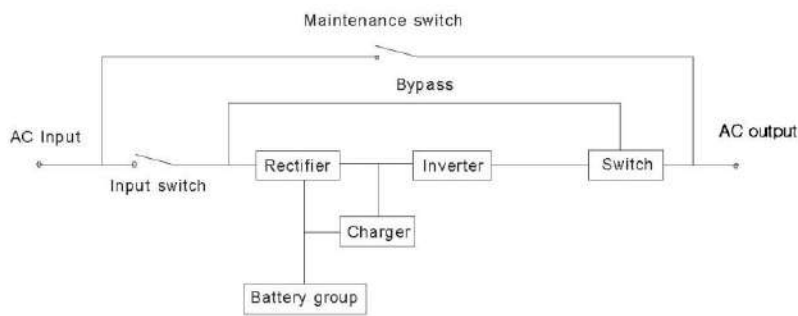 Maintenance switch
Bypass
AC Input
AC output
Rectifier
Inverter
Switch
Input switch
Charger
Battery group